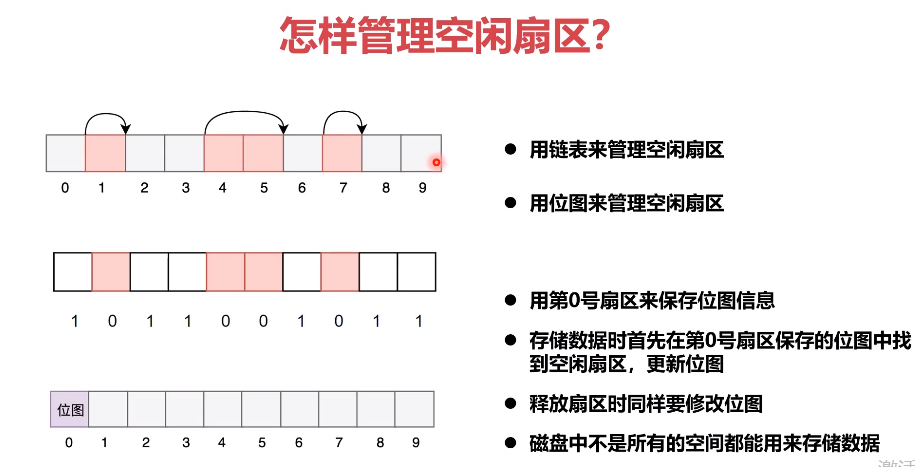 怎样管理空闲扇区？
0 1 2 3 4 5 6 7 8 9
用链表来管理空闲扇区
用位图来管理空闲扇区
1 0 1 1 0 0 1 0 1 1
用第0号扇区来保存位图信息
存储数据时首先在第0号扇区保存的位图中找
到空闲扇区，更新位图
位图
释放扇区时同样要修改位图
0 1 2 3 4 5 6 7 8 9
磁盘中不是所有的空间都能用来存储数据